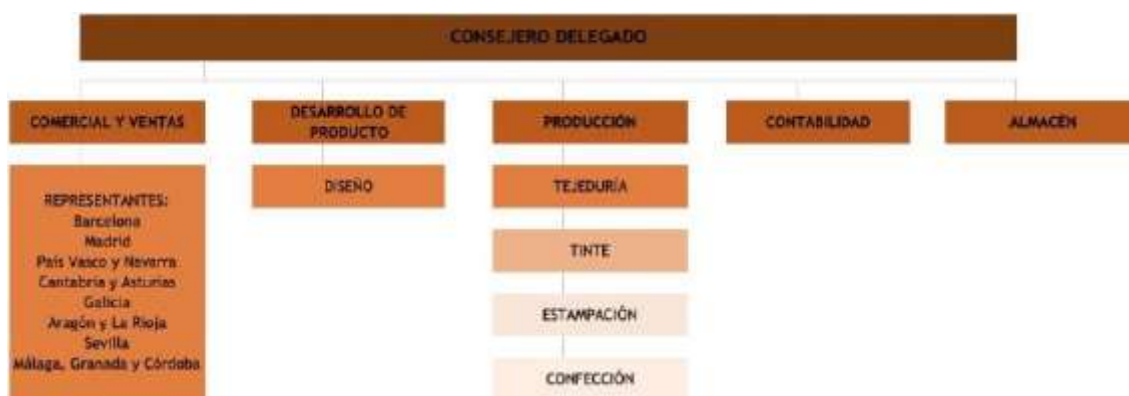 CONSEJERO DELEGADO
COMERCIAL Y VENTAS
DESARROLLO DE
PRODUCTO
PRODUCCIÓN
CONTABILIDAD
ALMACÉN
REPRESENTANTES:
Barcelona
Madrid
País Vasco y Navarra
Cantabria y Asturias
Galicia
Aragón y La Rioja
Sevilla
Málaga, Granada y Córdoba
DISEÑO
TEJEDURÍA
TINTE
ESTAMPACIÓN
CONFECCIÓN